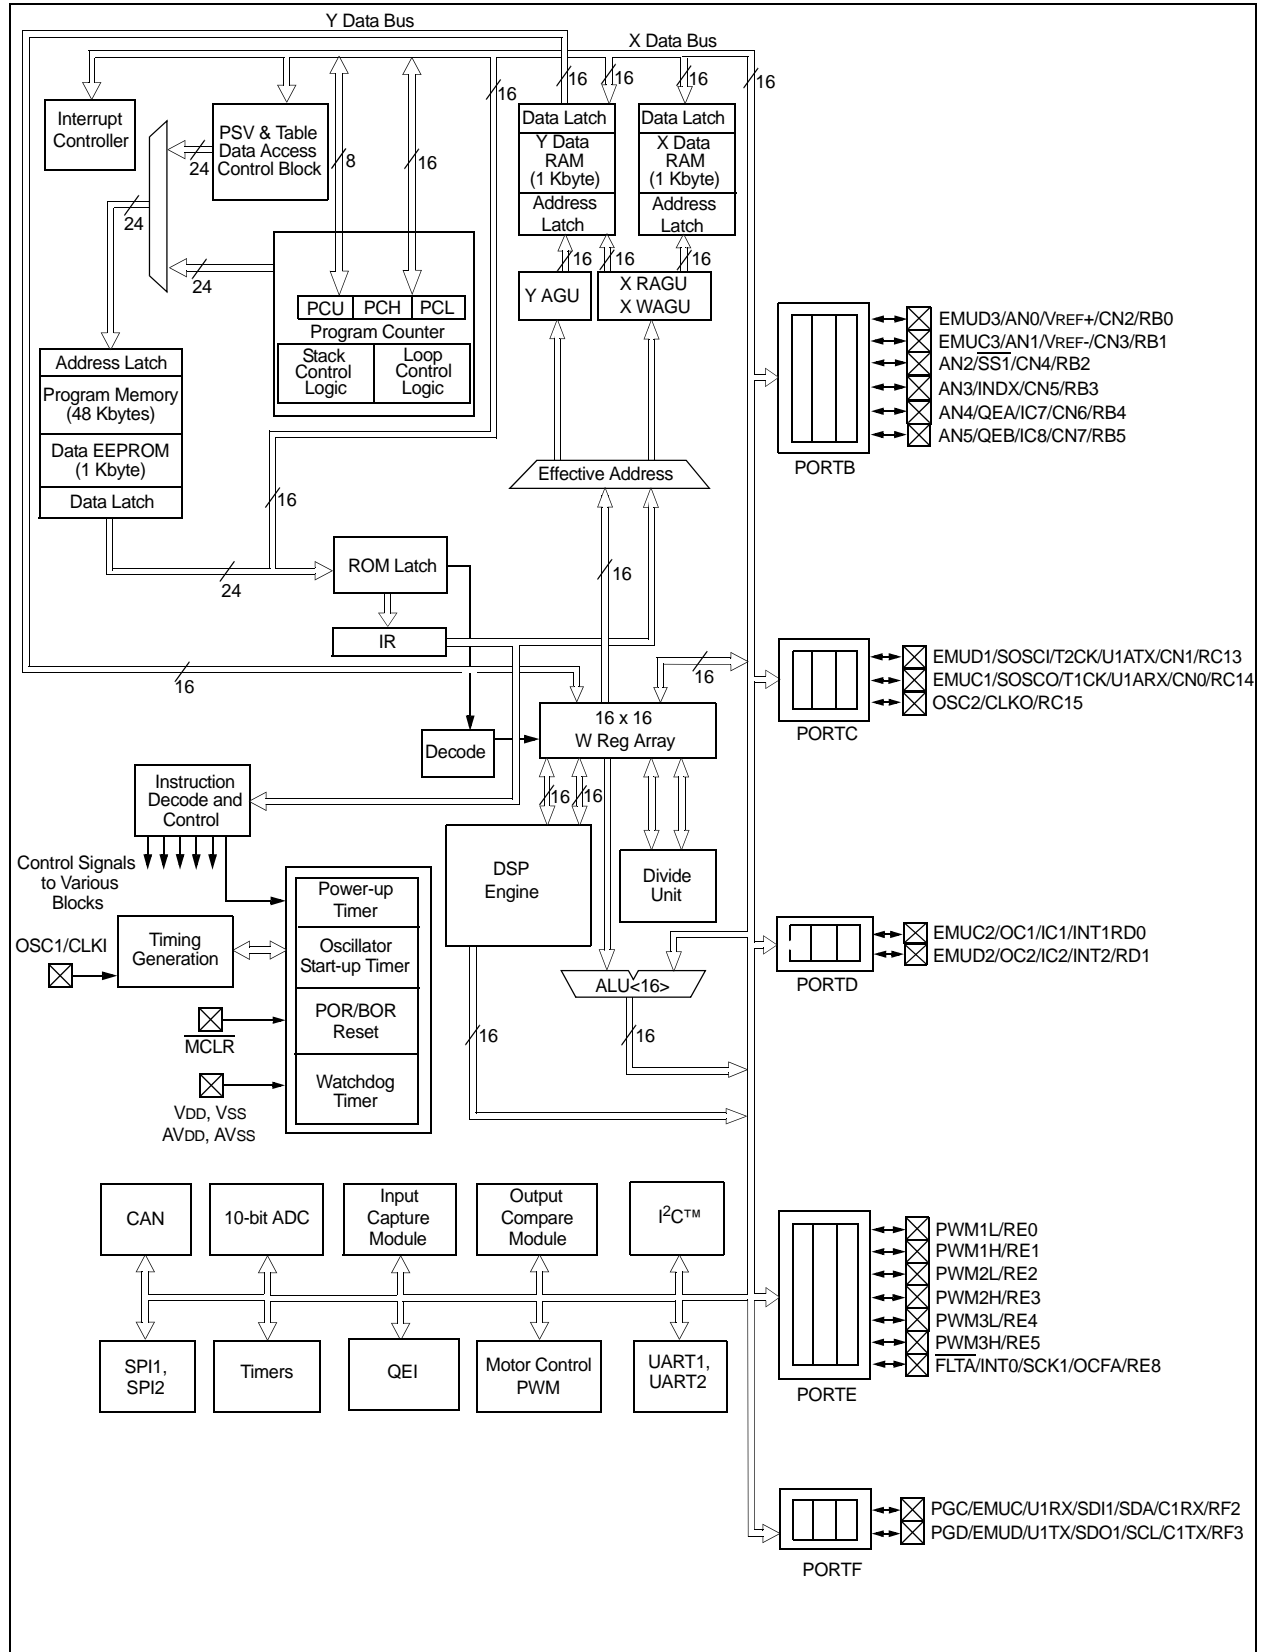 Y Data Bus
X Data Bus
16
16
16
16
16
Interrupt
Controller
PSV & Table
Data Access
Control Block
24
8
16
24
24
Data Latch
Y Data
RAM
(1 Kbyte)
Address
Latch
Data Latch
X Data
RAM
(1 Kbyte)
Address
Latch
16
16
16
Y AGU
X RAGU
X WAGU
PCU PCH PCL
Program Counter
Stack
Control
Logic
Loop
Control
Logic
Address Latch
Program Memory
(48 Kbytes)
Data EEPROM
(1 Kbyte)
Data Latch
Effective Address
16
24
ROM Latch
16
IR
16
16
16 x 16
W Reg Array
Decode
Instruction
Decode and
Control
16
16
Control Signals
to Various
Blocks
DSP
Engine
Divide
Unit
Power-up
Timer
Oscillator
Start-up Timer
POR/BOR
Reset
Watchdog
Timer
OSC1/CLKI
Timing
Generation
MCLR
VDD, VSS
AVDD, AVSS
ALU<16>
16
16
CAN
10-bit ADC
Input
Capture
Module
Output
Compare
Module
I2C™
SPI1,
SPI2
Timers
QEI
Motor Control
PWM
UART1,
UART2
EMUD3/AN0/VREF+/CN2/RB0
EMUC3/AN1/VREF-/CN3/RB1
AN2/SS1/CN4/RB2
AN3/INDX/CN5/RB3
AN4/QEA/IC7/CN6/RB4
AN5/QEB/IC8/CN7/RB5
PORTB
EMUD1/SOSCI/T2CK/U1ATX/CN1/RC13
EMUC1/SOSCO/T1CK/U1ARX/CN0/RC14
OSC2/CLKO/RC15
PORTC
EMUC2/OC1/IC1/INT1RD0
EMUD2/OC2/IC2/INT2/RD1
PORTD
PWM1L/RE0
PWM1H/RE1
PWM2L/RE2
PWM2H/RE3
PWM3L/RE4
PWM3H/RE5
FLTA/INT0/SCK1/OCFA/RE8
PORTE
PGC/EMUC/U1RX/SDI1/SDA/C1RX/RF2
PGD/EMUD/U1TX/SDO1/SCL/C1TX/RF3
PORTF